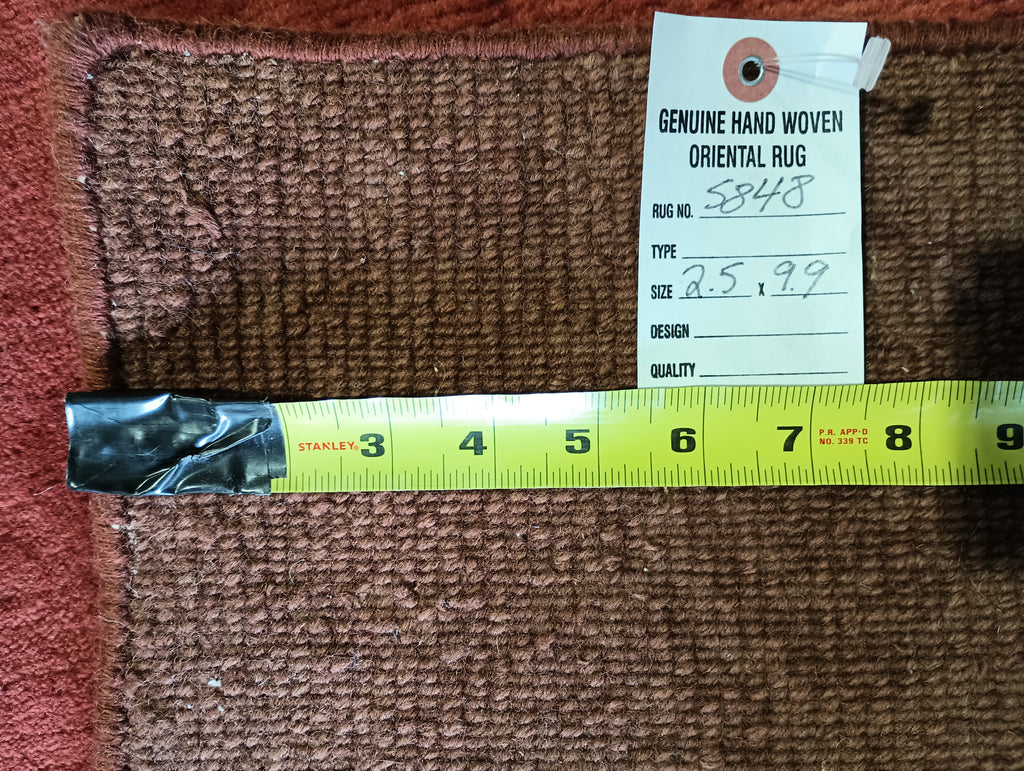 GENUINE HAND WOVEN
ORIENTAL RUG
RUG NO. 5848
TYPE
SIZE 2.5 x 9.9
DESIGN
QUALITY
STANLEY® 3 4 5 6 7 P.R. APP·D 8 9
NO. 339 TC